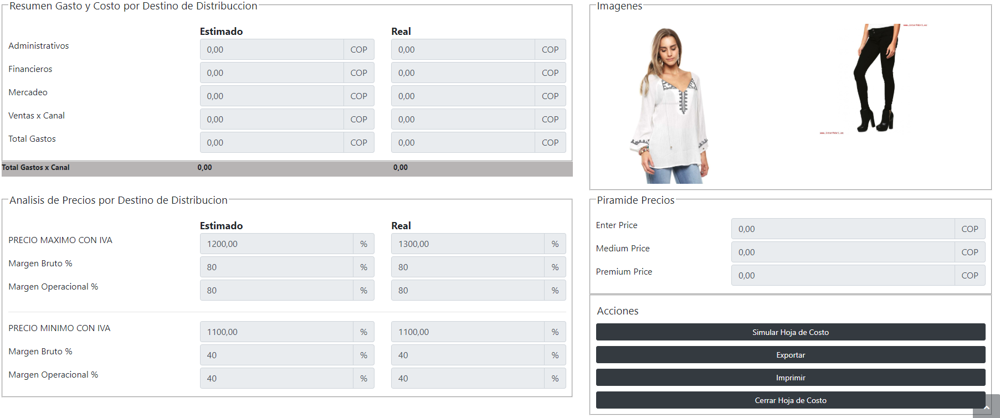 Resumen Gasto y Costo por Destino de Distribuccion
Estimado Real
Administrativos 0,00 COP 0,00 COP
Financieros 0,00 COP 0,00 COP
Mercadeo 0,00 COP 0,00 COP
Ventas x Canal 0,00 COP 0,00 COP
Total Gastos 0,00 COP 0,00 COP
Total Gastos x Canal 0,00 0,00
Imagenes
www.interfabri.es
www.interfabri.es
Analisis de Precios por Destino de Distribucion
Estimado Real
PRECIO MAXIMO CON IVA 1200,00 % 1300,00 %
Margen Bruto % 80 % 80 %
Margen Operacional % 80 % 80 %
PRECIO MINIMO CON IVA 1100,00 % 1100,00 %
Margen Bruto % 40 % 40 %
Margen Operacional % 40 % 40 %
Piramide Precios
Enter Price 0,00 COP
Medium Price 0,00 COP
Premium Price 0,00 COP
Acciones
Simular Hoja de Costo
Exportar
Imprimir
Cerrar Hoja de Costo